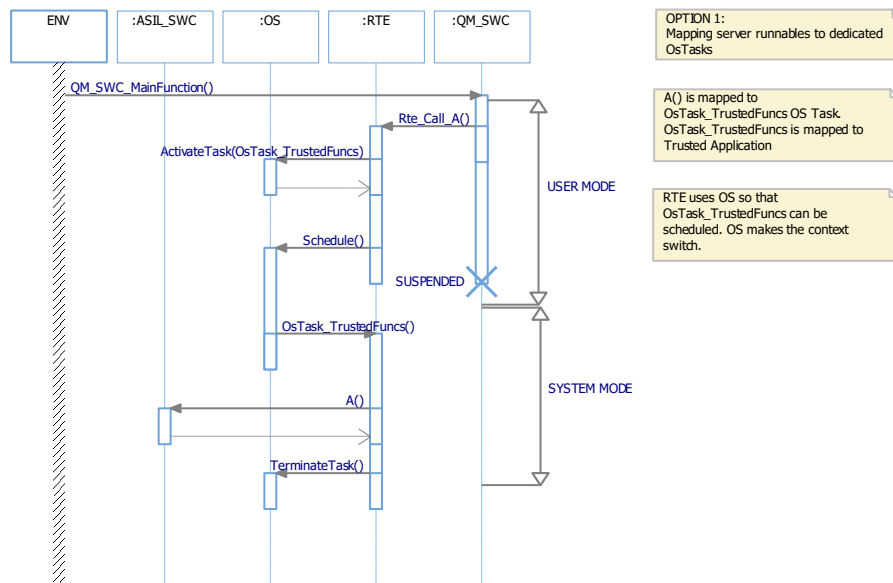 ENV
:ASIL_SWC
:OS
:RTE
:QM_SWC
OPTION 1:
Mapping server runnables to dedicated
OsTasks
QM_SWC_MainFunction()
A() is mapped to
OsTask_TrustedFuncs OS Task.
OsTask_TrustedFuncs is mapped to
Trusted Application
Rte_Call_A()
ActivateTask(OsTask_TrustedFuncs)
USER MODE
RTE uses OS so that
OsTask_TrustedFuncs can be
scheduled. OS makes the context
switch.
Schedule()
SUSPENDED
OsTask_TrustedFuncs()
SYSTEM MODE
A()
TerminateTask()